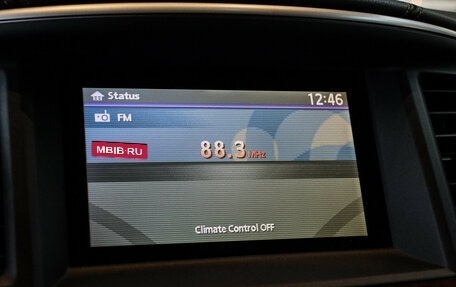 Status 12:46
FM
MBIB·RU 88.3 MHz
Climate Control OFF